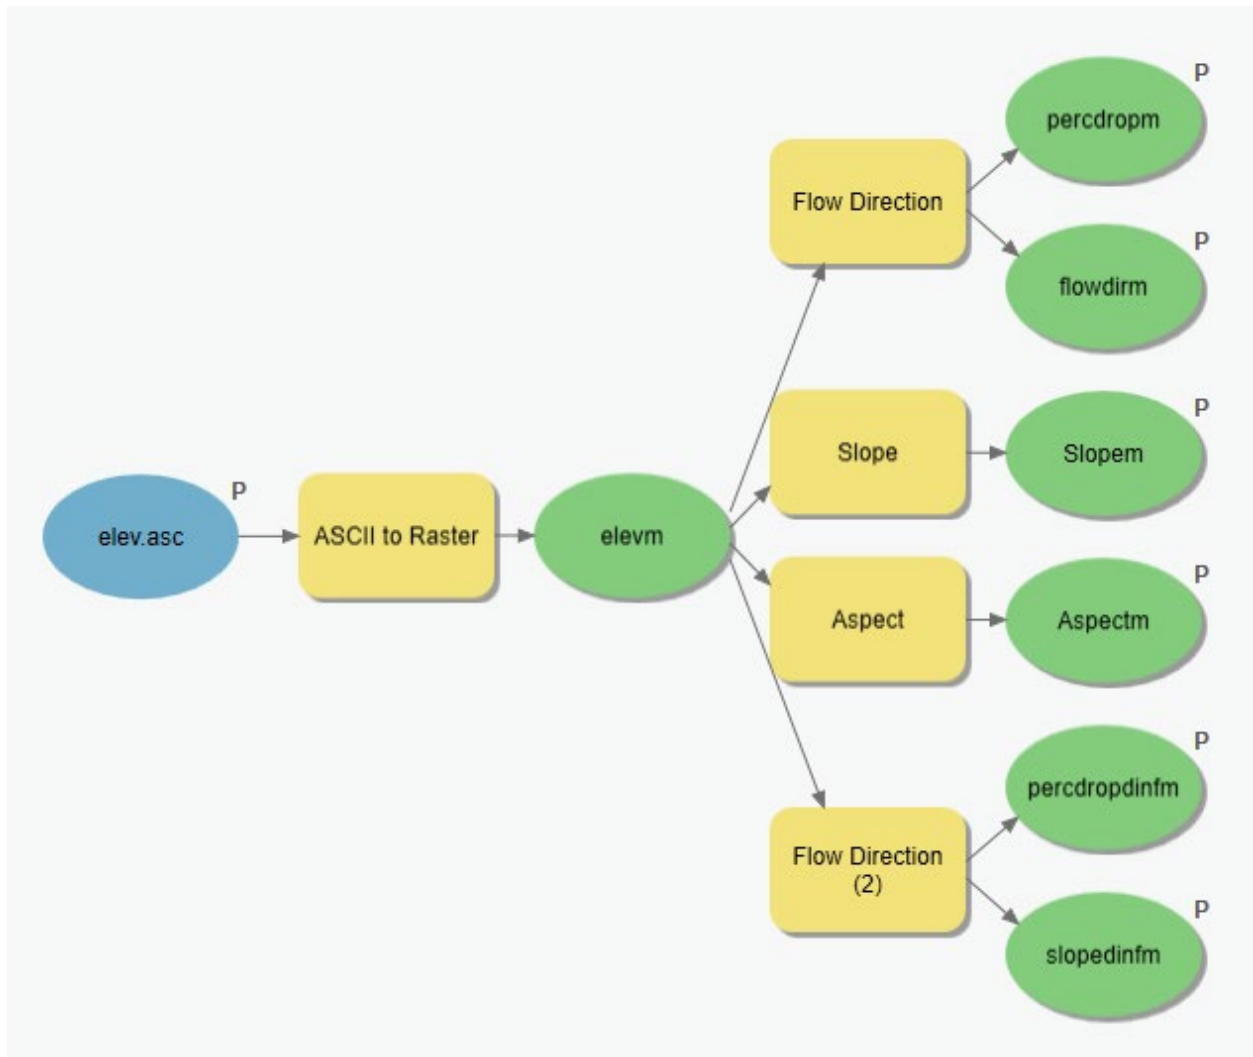 P
percdropm
Flow Direction
P
flowdirm
P
Slope
Slopem
P
elev.asc
ASCII to Raster
elevm
P
Aspect
Aspectm
P
percdropdinfm
Flow Direction
(2)
P
slopedinfm